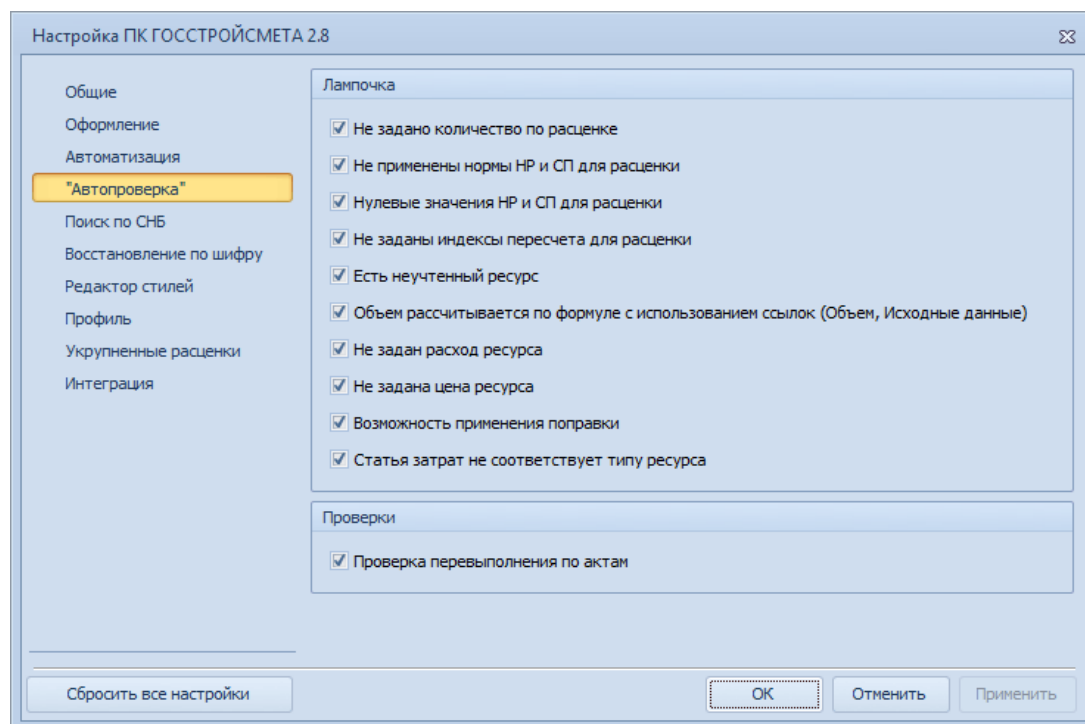 Настройка ПК ГОССТРОЙСМЕТА 2.8
Общие
Оформление
Автоматизация
"Автопроверка"
Поиск по СНБ
Восстановление по шифру
Редактор стилей
Профиль
Укрупненные расценки
Интеграция
Лампочка
Не задано количество по расценке
Не применены нормы НР и СП для расценки
Нулевые значения НР и СП для расценки
Не заданы индексы пересчета для расценки
Есть неучтенный ресурс
Объем рассчитывается по формуле с использованием ссылок (Объем, Исходные данные)
Не задан расход ресурса
Не задана цена ресурса
Возможность применения поправки
Статья затрат не соответствует типу ресурса
Проверки
Проверка перевыполнения по актам
Сбросить все настройки
ОК
Отменить
Применить